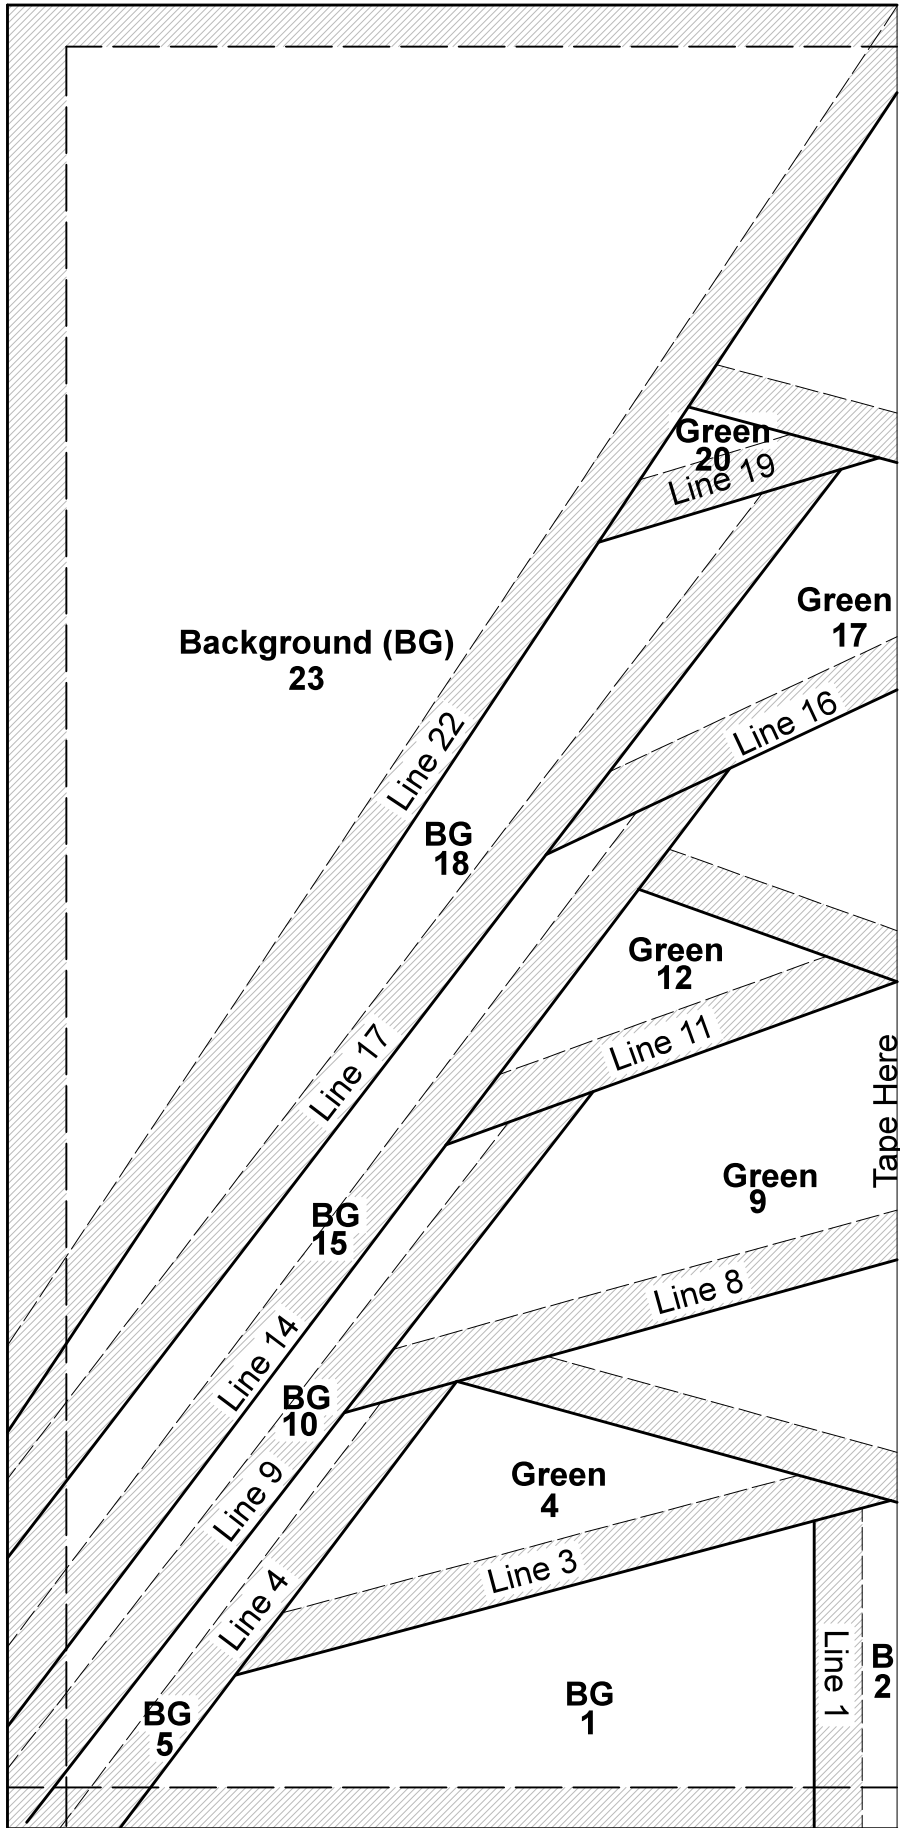 Green
20
Line 19
Green
17
Background (BG)
23
Line 16
Line 22
BG
18
Green
12
Line 11
Line 17
Tape Here
Green
9
BG
15
Line 8
Line 14
BG
10
Green
4
Line 9
Line 3
Line 4
Line 1
B
2
BG
1
BG
5